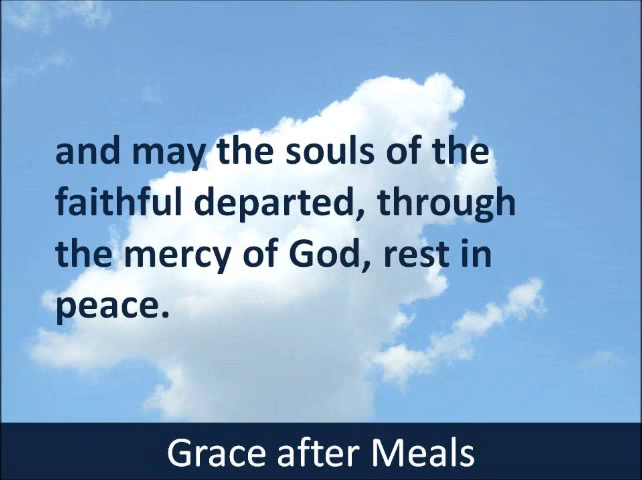 and may the souls of the
faithful departed, through
the mercy of God, rest in
peace.
Grace after Meals